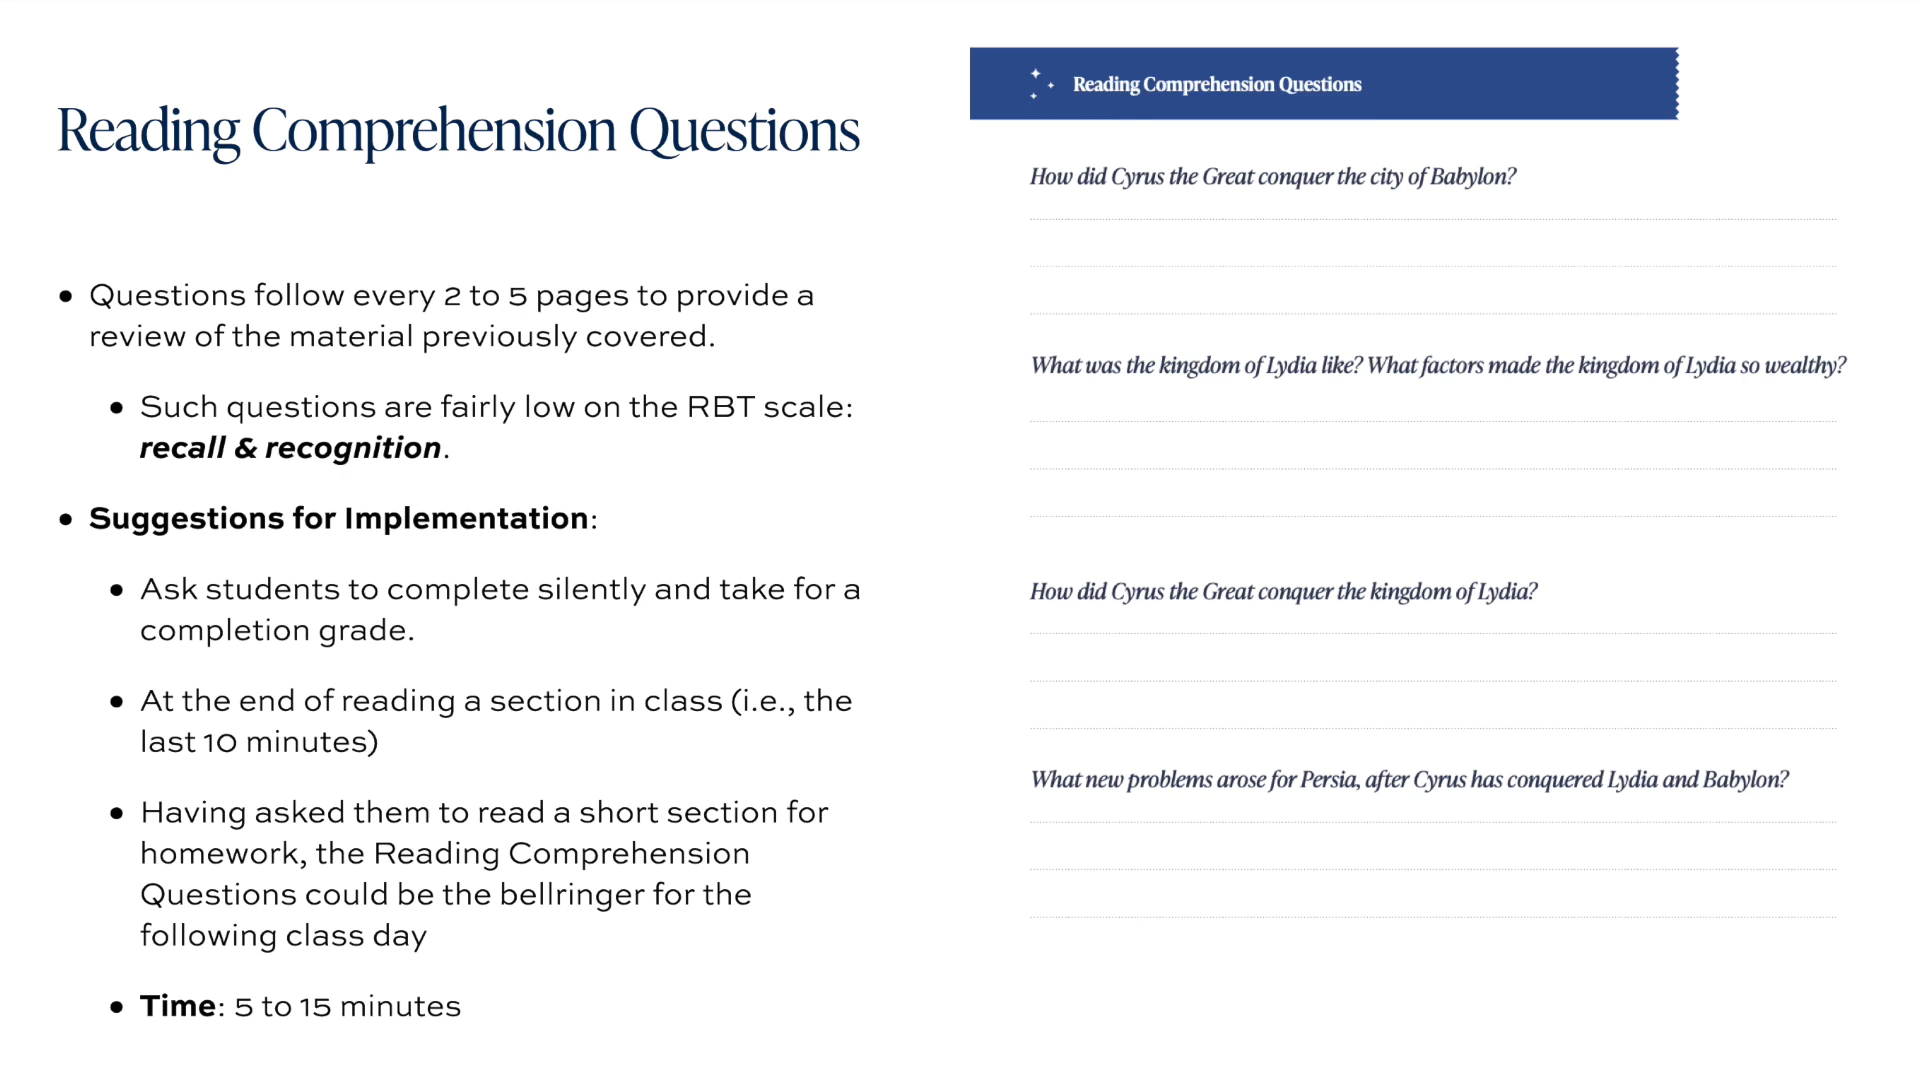 Reading Comprehension Questions
• Questions follow every 2 to 5 pages to provide a
review of the material previously covered.
• Such questions are fairly low on the RBT scale:
recall & recognition.
• Suggestions for Implementation:
• Ask students to complete silently and take for a
completion grade.
• At the end of reading a section in class (i.e., the
last 10 minutes)
• Having asked them to read a short section for
homework, the Reading Comprehension
Questions could be the bellringer for the
following class day
• Time: 5 to 15 minutes
Reading Comprehension Questions
How did Cyrus the Great conquer the city of Babylon?
What was the kingdom of Lydia like? What factors made the kingdom of Lydia so wealthy?
How did Cyrus the Great conquer the kingdom of Lydia?
What new problems arose for Persia, after Cyrus has conquered Lydia and Babylon?